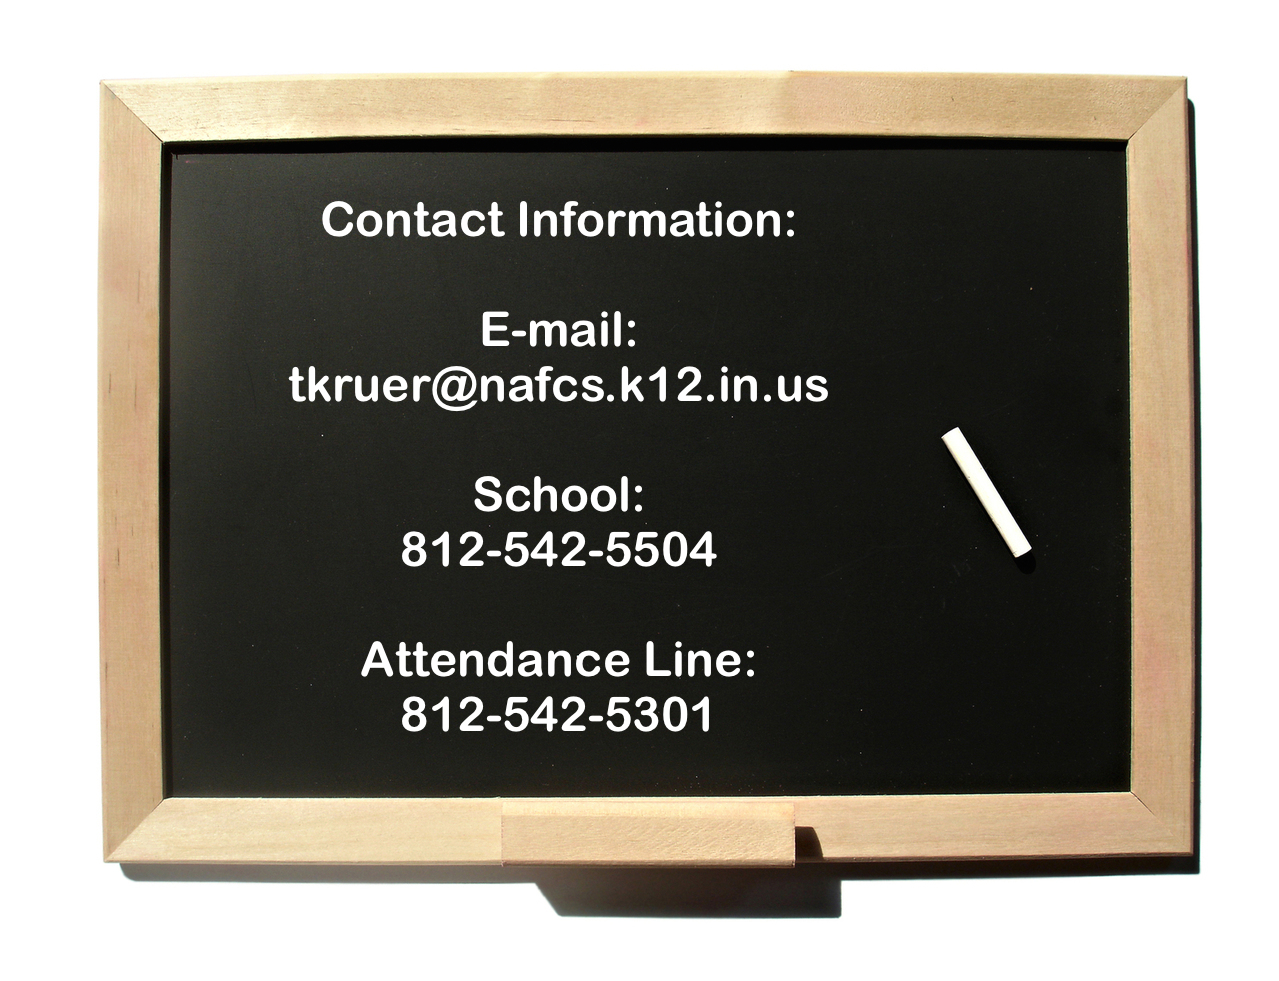 Contact Information:
E-mail:
tkruer@nafcs.k12.in.us
School:
812-542-5504
Attendance Line:
812-542-5301